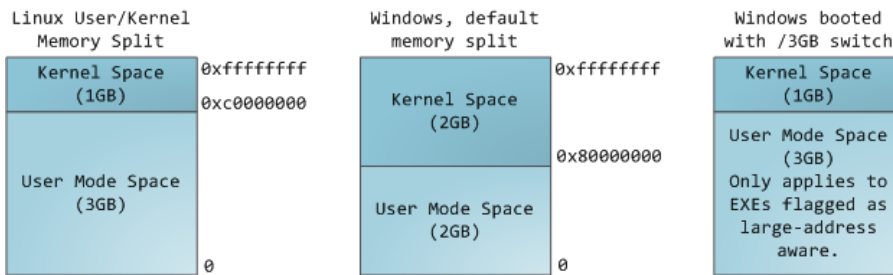 Linux User/Kernel
Memory Split
Kernel Space
(1GB)
0xffffffff
0xc0000000
User Mode Space
(3GB)
0
Windows, default
memory split
0xffffffff
Kernel Space
(2GB)
0x80000000
User Mode Space
(2GB)
0
Windows booted
with /3GB switch
Kernel Space
(1GB)
User Mode Space
(3GB)
Only applies to
EXEs flagged as
large-address
aware.